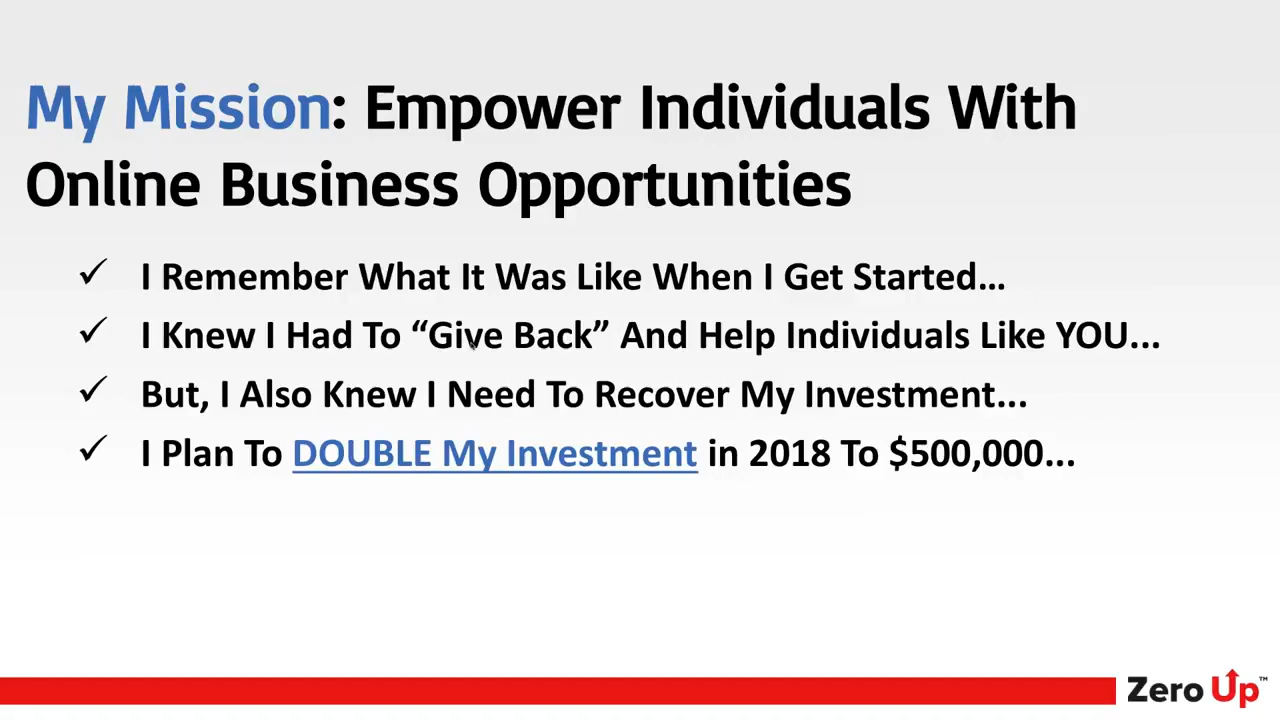 My Mission: Empower Individuals With
Online Business Opportunities
✓ I Remember What It Was Like When I Get Started...
✓ I Knew I Had To “Give Back” And Help Individuals Like YOU...
✓ But, I Also Knew I Need To Recover My Investment...
✓ I Plan To DOUBLE My Investment in 2018 To $500,000...
Zero Up™